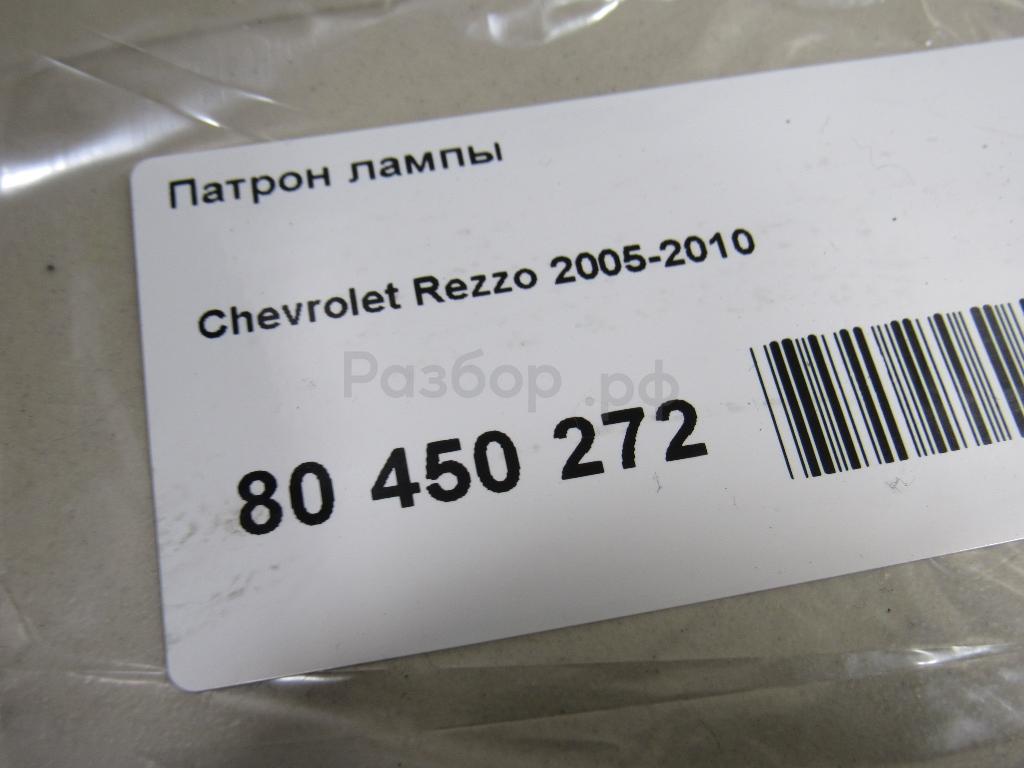 Патрон лампы
Chevrolet Rezzo 2005-2010
Разбор.рф
80 450 272